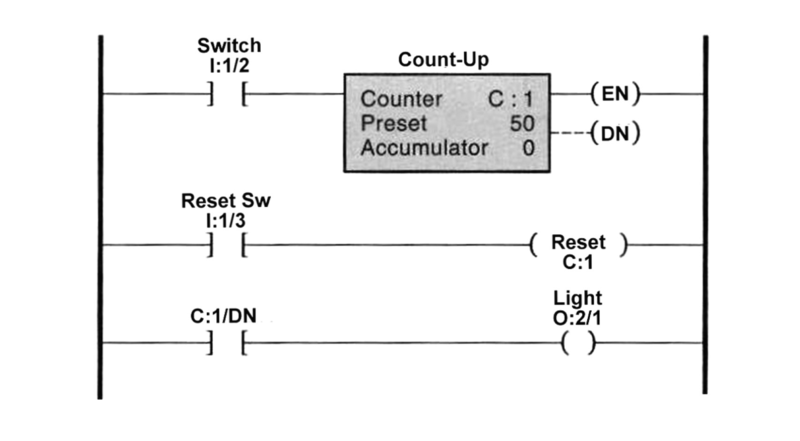 Switch
I:1/2
Count-Up
Counter C : 1
(EN)
Preset 50
(DN)
Accumulator 0
Reset Sw
I:1/3
Reset
C:1
C:1/DN
Light
O:2/1